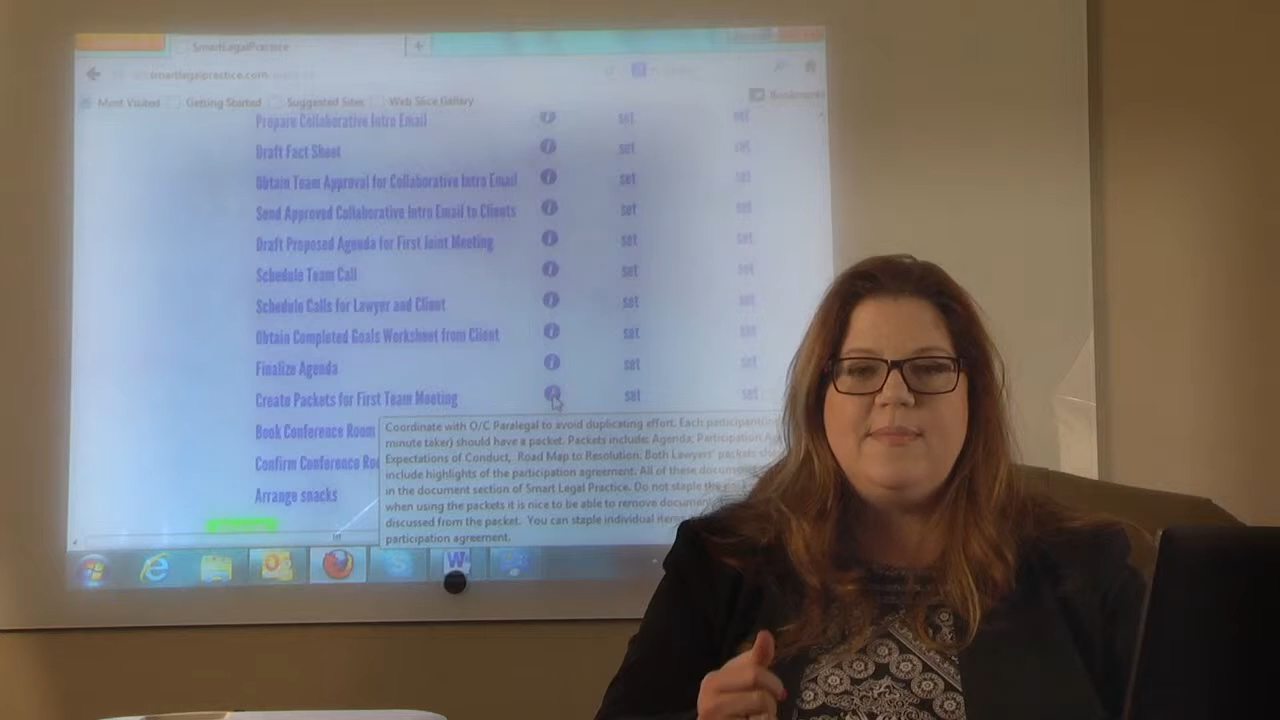 SmartLegalPractice
smartlegalpractice.com
Most Visited Getting Started Suggested Sites Web Slice Gallery Bookmarks
Prepare Collaborative Intro Email set set
Draft Fact Sheet set set
Obtain Team Approval for Collaborative Intro Email set set
Send Approved Collaborative Intro Email to Clients set set
Draft Proposed Agenda for First Joint Meeting set set
Schedule Team Call set set
Schedule Calls for Lawyer and Client set set
Obtain Completed Goals Worksheet from Client set set
Finalize Agenda set set
Create Packets for First Team Meeting set set
Book Conference Room
Confirm Conference
Arrange snacks
Coordinate with O/C Paralegal to avoid duplicating effort. Each participant
minute taker) should have a packet. Packets include: Agenda, Participation
Expectations of Conduct, Road Map to Resolution. Both Lawyers' packets
include highlights of the participation agreement. All of these
in the document section of Smart Legal Practice. Do not staple the
when using the packets it is nice to be able to remove
discussed from the packet. You can staple individual
participation agreement.